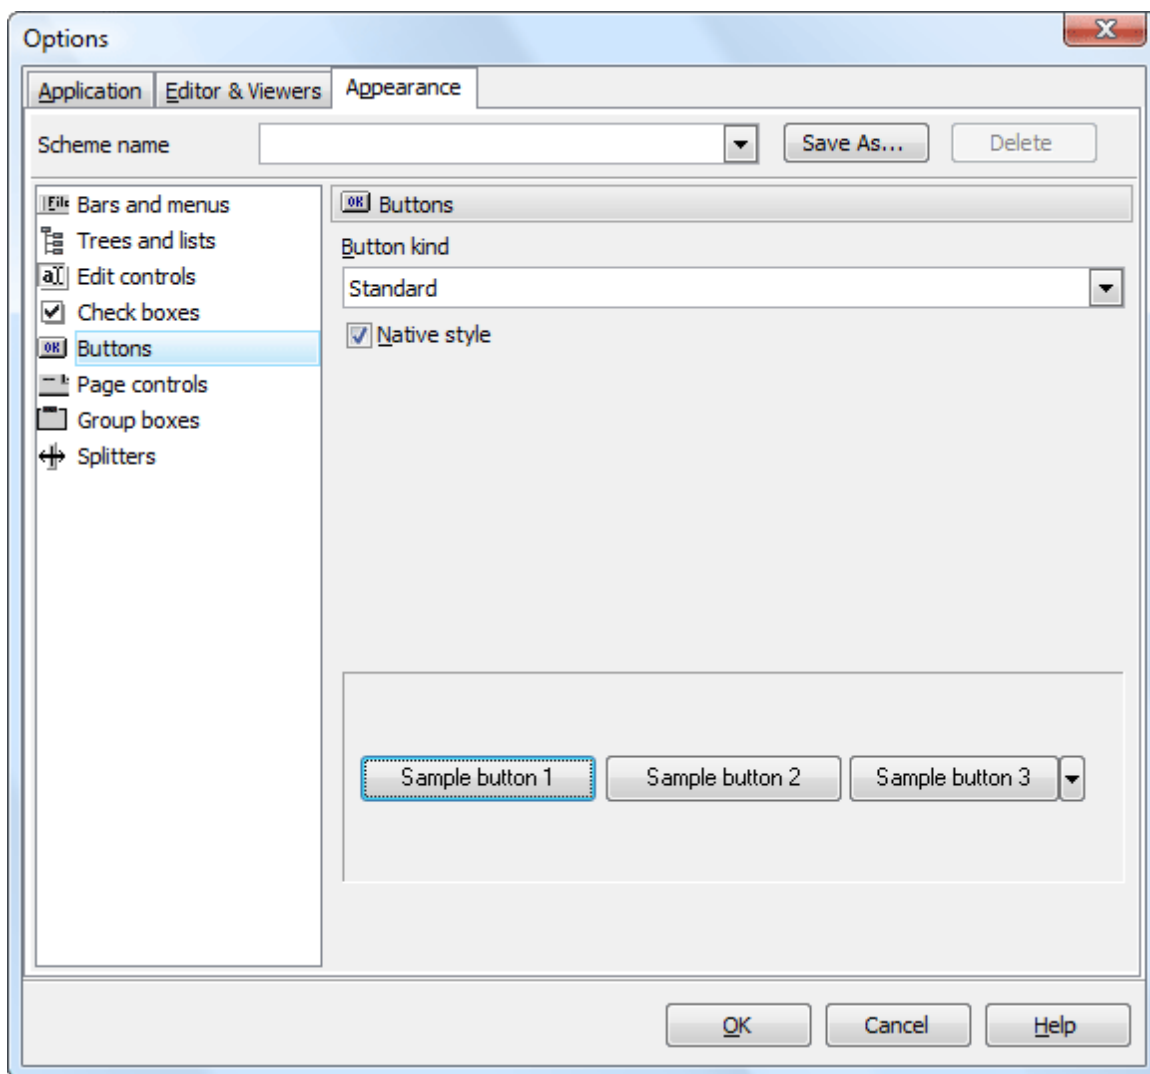 Options
Application Editor & Viewers Appearance
Scheme name Save As... Delete
Bars and menus
Trees and lists
Edit controls
Check boxes
Buttons
Page controls
Group boxes
Splitters
Buttons
Button kind
Standard
Native style
Sample button 1 Sample button 2 Sample button 3
OK Cancel Help